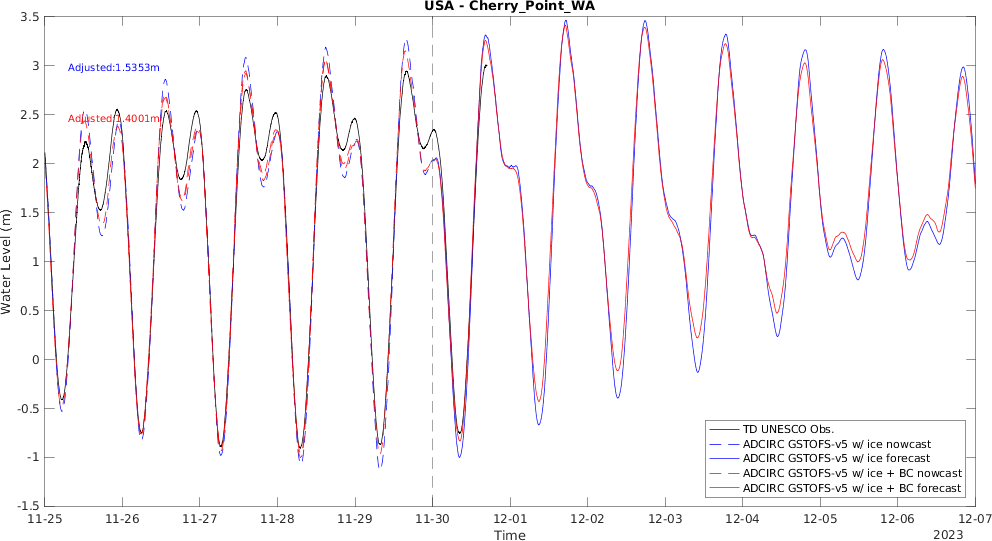 USA - Cherry_Point_WA
3.5
3
2.5
2
1.5
1
0.5
0
-0.5
-1
-1.5
Water Level (m)
Adjusted:1.5353m
Adjusted:1.4001m
TD UNESCO Obs.
ADCIRC GSTOFS-v5 w/ ice nowcast
ADCIRC GSTOFS-v5 w/ ice forecast
ADCIRC GSTOFS-v5 w/ ice + BC nowcast
ADCIRC GSTOFS-v5 w/ ice + BC forecast
11-25 11-26 11-27 11-28 11-29 11-30 12-01 12-02 12-03 12-04 12-05 12-06 12-07
Time
2023